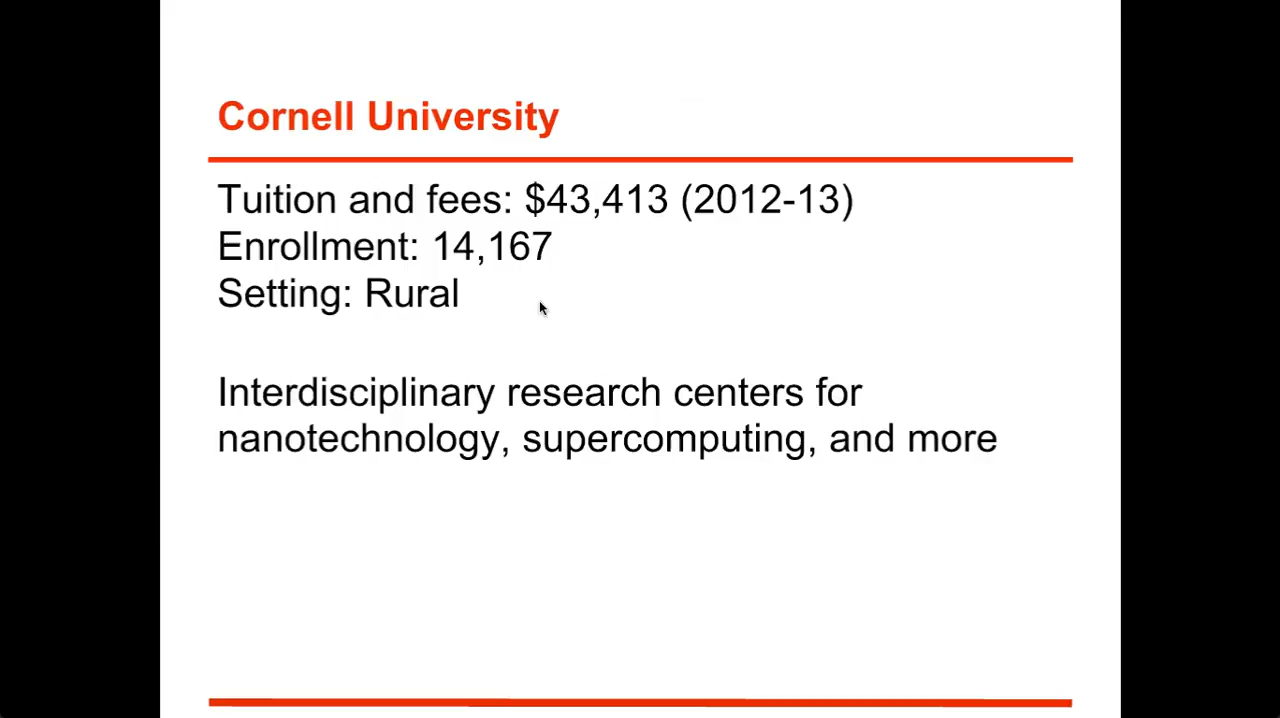 Cornell University
Tuition and fees: $43,413 (2012-13)
Enrollment: 14,167
Setting: Rural
Interdisciplinary research centers for
nanotechnology, supercomputing, and more